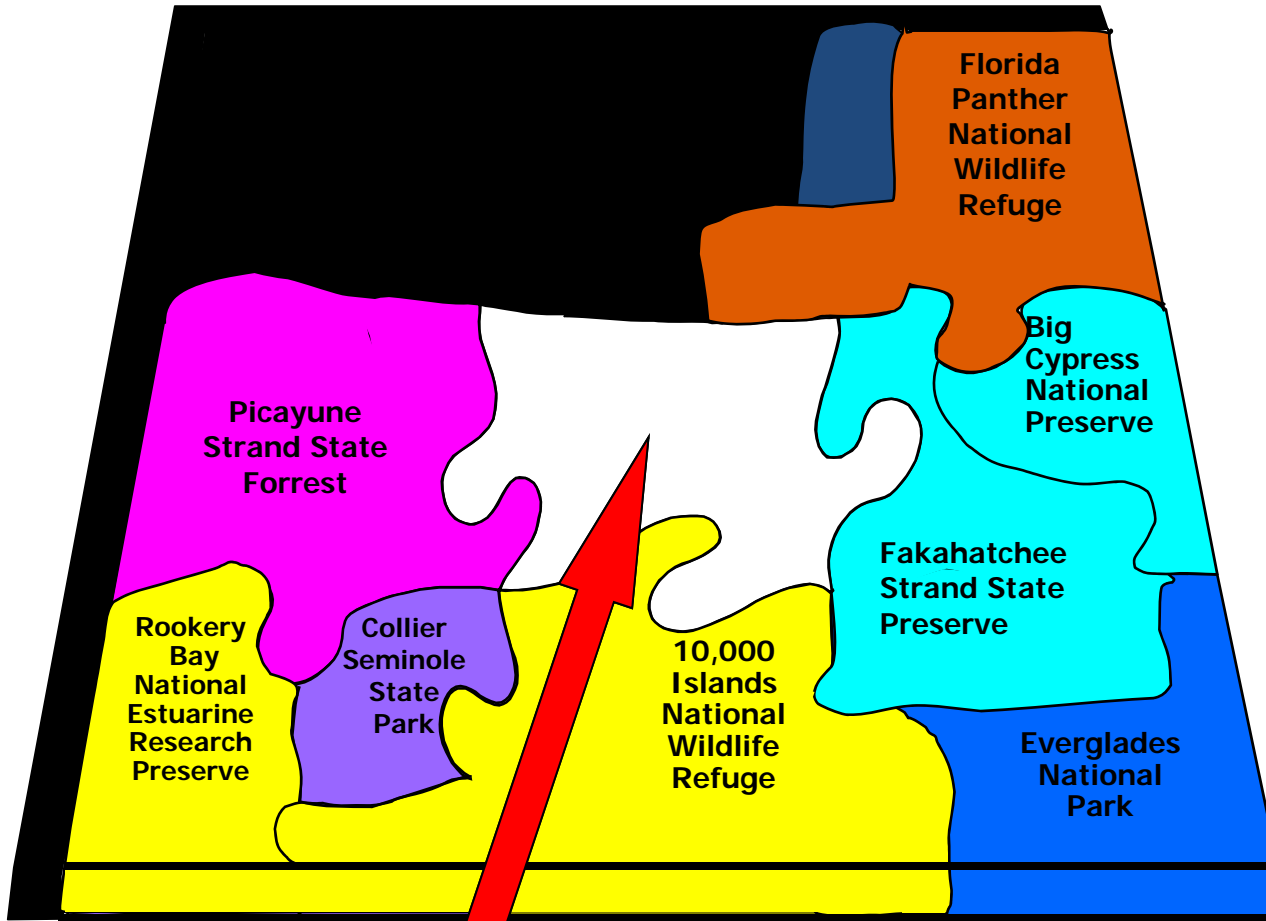 Florida
Panther
National
Wildlife
Refuge
Big
Cypress
National
Preserve
Picayune
Strand State
Forrest
Fakahatchee
Strand State
Preserve
Rookery
Bay
National
Estuarine
Research
Preserve
Collier
Seminole
State
Park
10,000
Islands
National
Wildlife
Refuge
Everglades
National
Park